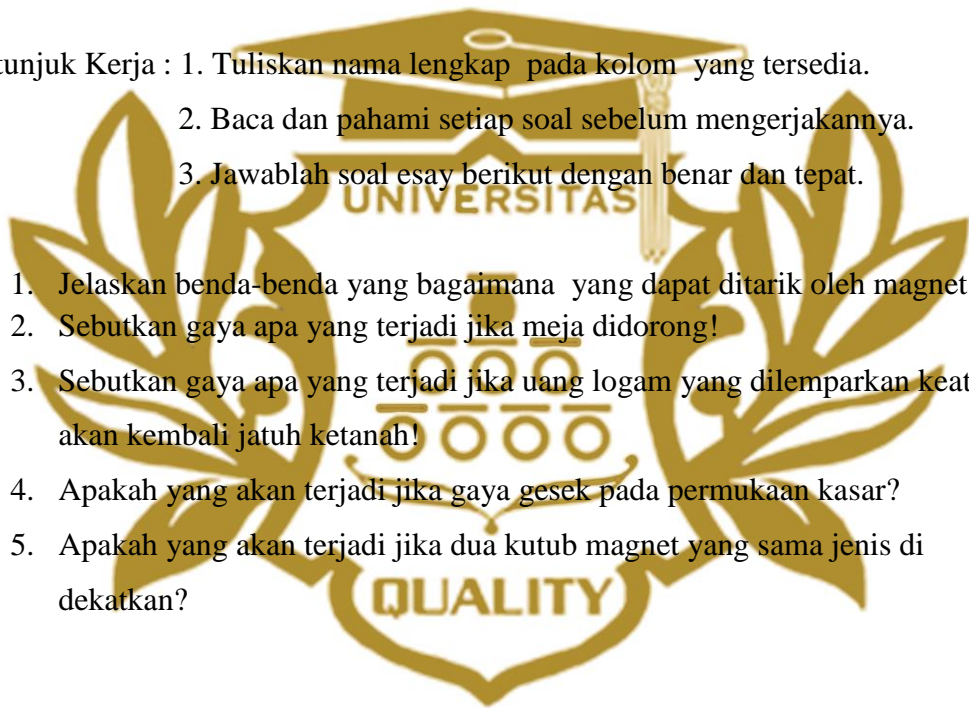 tunjuk Kerja : 1. Tuliskan nama lengkap pada kolom yang tersedia.
2. Baca dan pahami setiap soal sebelum mengerjakannya.
3. Jawablah soal esay berikut dengan benar dan tepat.
UNIVERSITAS
1. Jelaskan benda-benda yang bagaimana yang dapat ditarik oleh magnet
2. Sebutkan gaya apa yang terjadi jika meja didorong!
3. Sebutkan gaya apa yang terjadi jika uang logam yang dilemparkan keat
akan kembali jatuh ketanah!
4. Apakah yang akan terjadi jika gaya gesek pada permukaan kasar?
5. Apakah yang akan terjadi jika dua kutub magnet yang sama jenis di
dekatkan?
QUALITY